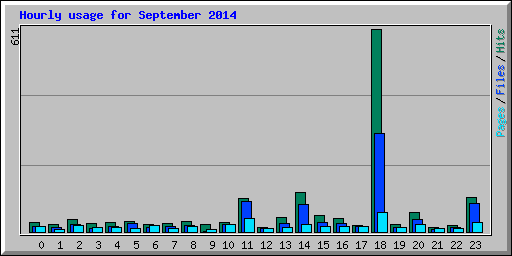 Hourly usage for September 2014
611
Pages/Files/Hits
0 1 2 3 4 5 6 7 8 9 10 11 12 13 14 15 16 17 18 19 20 21 22 23